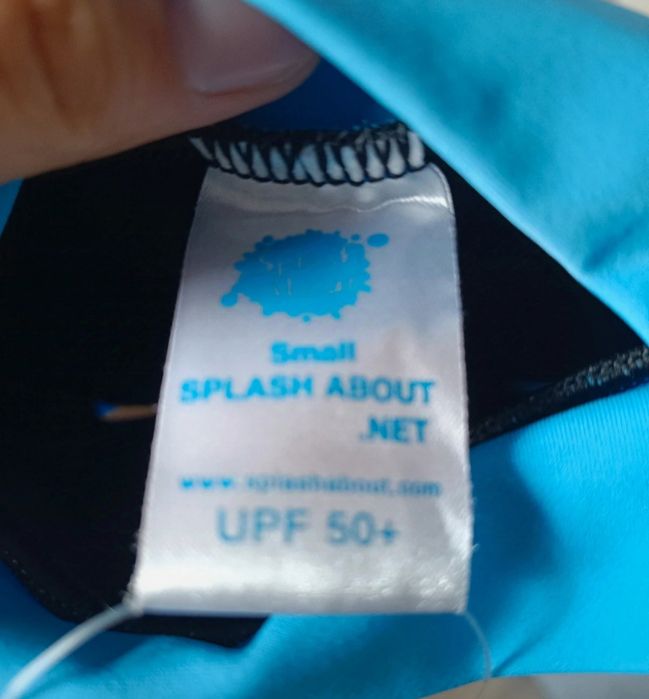 Small
SPLASH ABOUT
.NET
www.splashabout.com
UPF 50+